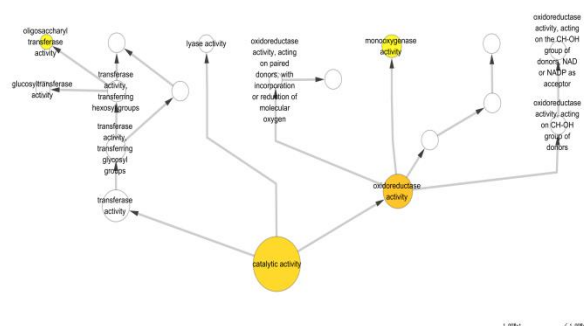 oligosaccharyl
transferase
activity
glucosyltransferase
activity
transferase
activity,
transferring
hexosyl groups
transferase
activity,
transferring
glycosyl
groups
transferase
activity
lyase activity
oxidoreductase
activity, acting
on paired
donors, with
incorporation
or reduction of
molecular
oxygen
monooxygenase
activity
oxidoreductase
activity, acting
on the CH-OH
group of
donors, NAD
or NADP as
acceptor
oxidoreductase
activity, acting
on CH-OH
group of
donors
oxidoreductase
activity
catalytic activity